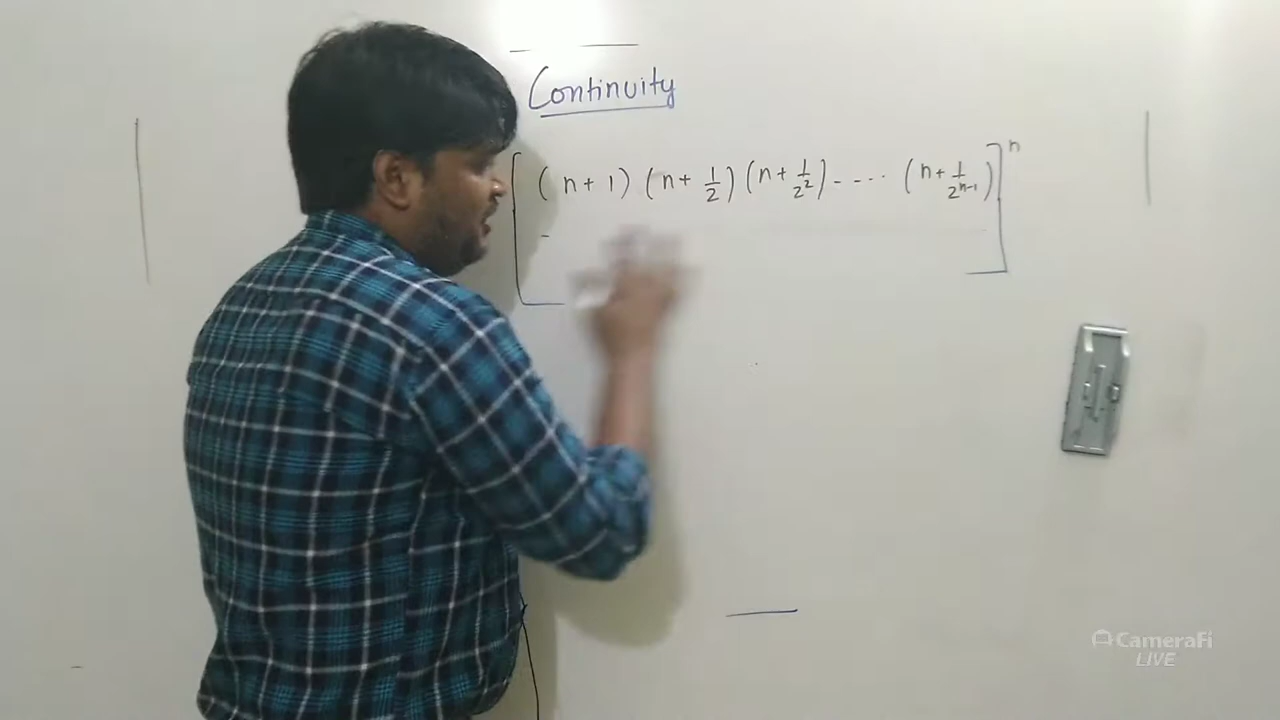 Continuity
[(n+1)(n+1/2)(n+1/2²)-....(n+1/2ⁿ⁻¹)]ⁿ
CameraFi
LIVE